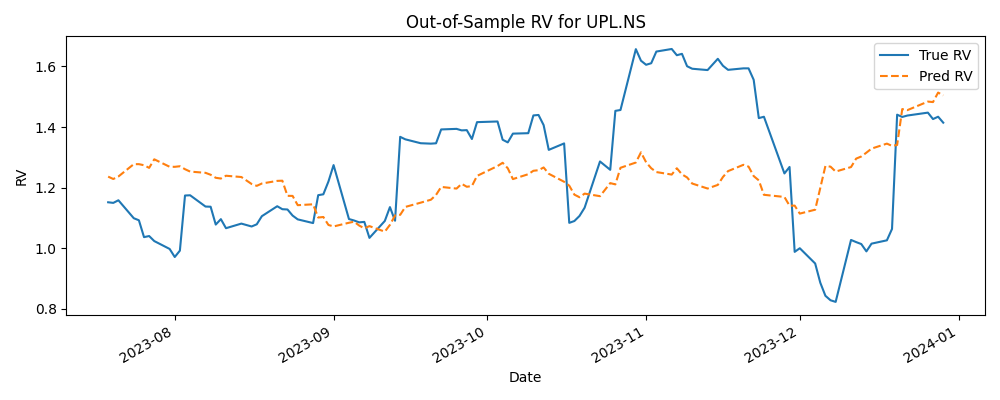 Out-of-Sample RV for UPL.NS
True RV
Pred RV
RV
1.6
1.4
1.2
1.0
0.8
2023-08
2023-09
2023-10
2023-11
2023-12
2024-01
Date